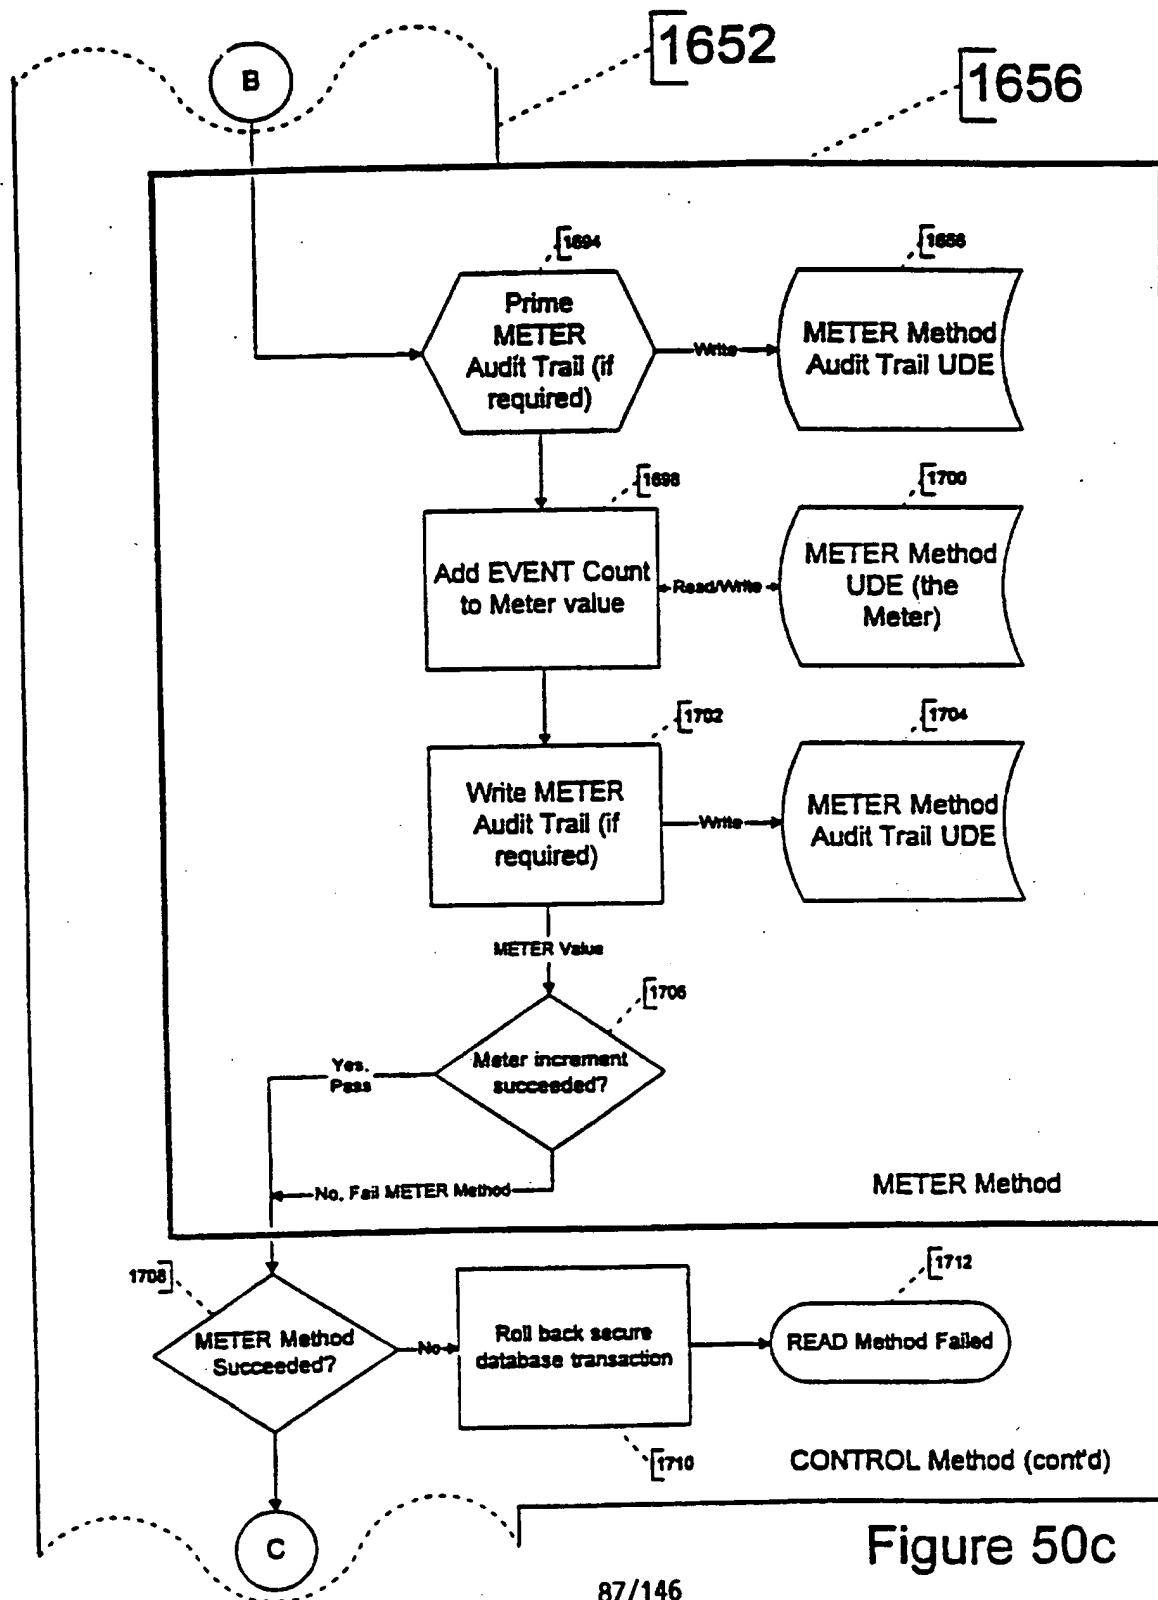 1652
B
1656
1694
Prime
METER
Audit Trail (if
required)
Write
METER Method
Audit Trail UDE
1698
Add EVENT Count
to Meter value
Read/Write
1700
METER Method
UDE (the
Meter)
1702
Write METER
Audit Trail (if
required)
Write
1704
METER Method
Audit Trail UDE
METER Value
1706
Meter increment
succeeded?
Yes,
Pass
No, Fail METER Method
METER Method
1708
METER Method
Succeeded?
No
Roll back secure
database transaction
1710
1712
READ Method Failed
CONTROL Method (cont'd)
C
Figure 50c
87/146